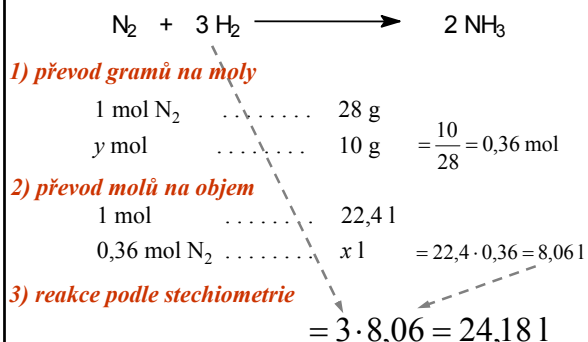 N₂ + 3 H₂ ⟶ 2 NH₃
1) převod gramů na moly
1 mol N₂ . . . . . . . 28 g
y mol . . . . . . . . 10 g = 10/28 = 0,36 mol
2) převod molů na objem
1 mol . . . . . . . . 22,4 l
0,36 mol N₂ . . . . . . . . x l = 22,4 · 0,36 = 8,06 l
3) reakce podle stechiometrie
= 3 · 8,06 = 24,18 l